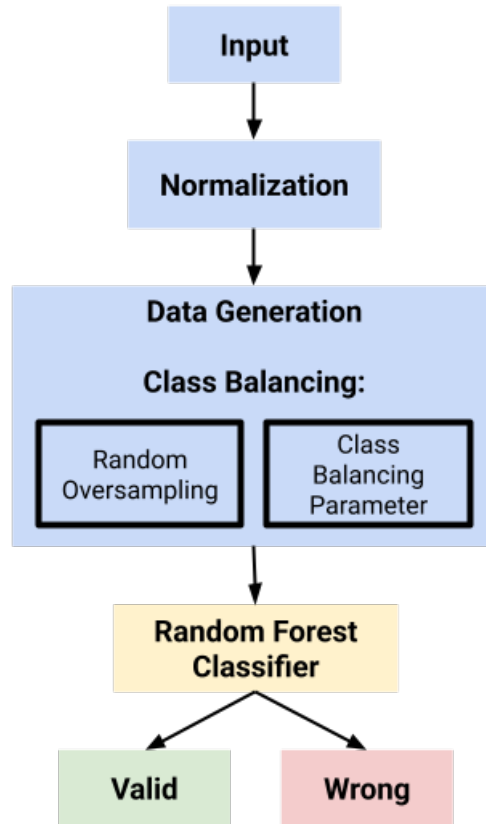 Input
Normalization
Data Generation
Class Balancing:
Random
Oversampling
Class
Balancing
Parameter
Random Forest
Classifier
Valid
Wrong